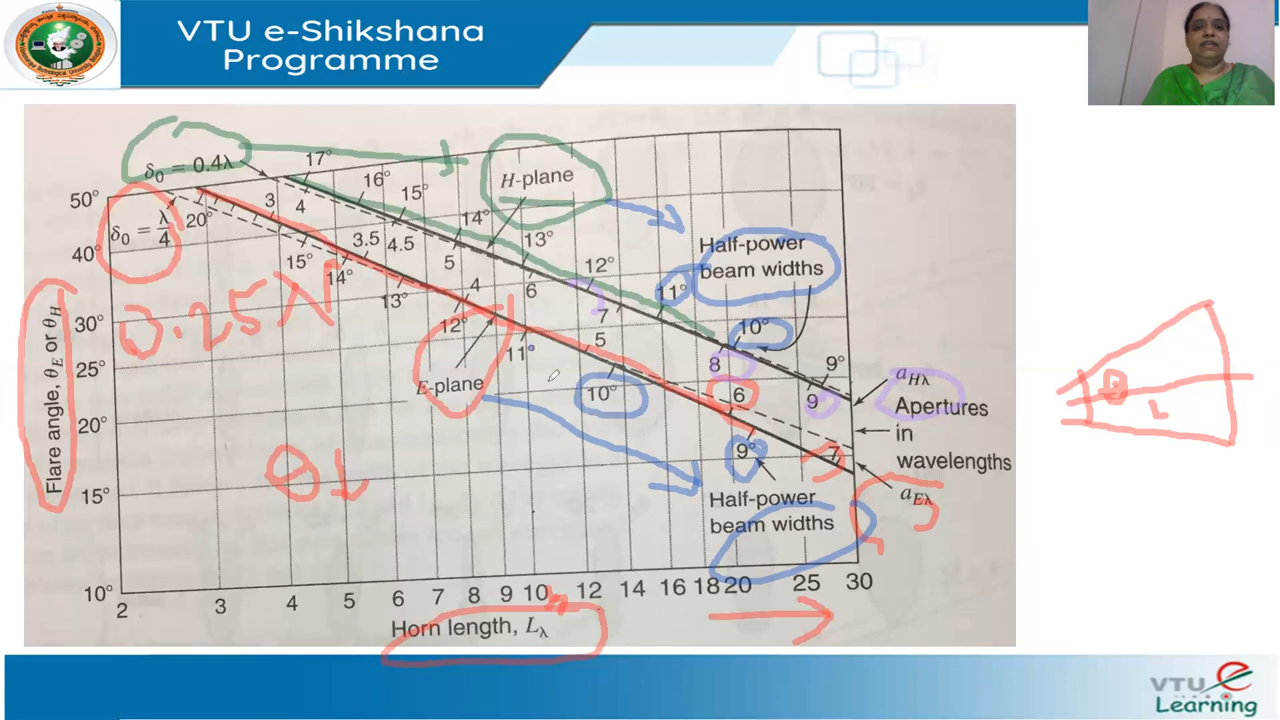 VTU e-Shikshana
Programme
δ₀ = 0.4λ
17°
16°
15°
14°
13°
12°
11°
10°
9°
H-plane
Half-power
beam widths
50°
40°
30°
25°
20°
15°
10°
δ₀ = λ/4
20°
3
4
3.5
4.5
5
4
6
7
5
8
6
9
7
15°
14°
13°
12°
11°
10°
9°
E-plane
0.25λ
Flare angle, θE or θH
aHλ
Apertures
in
wavelengths
aEλ
Half-power
beam widths
θ↓
θ
L
2
3
4
5
6
7
8
9
10
12
14
16
18
20
25
30
Horn length, Lλ
VTU e
Learning